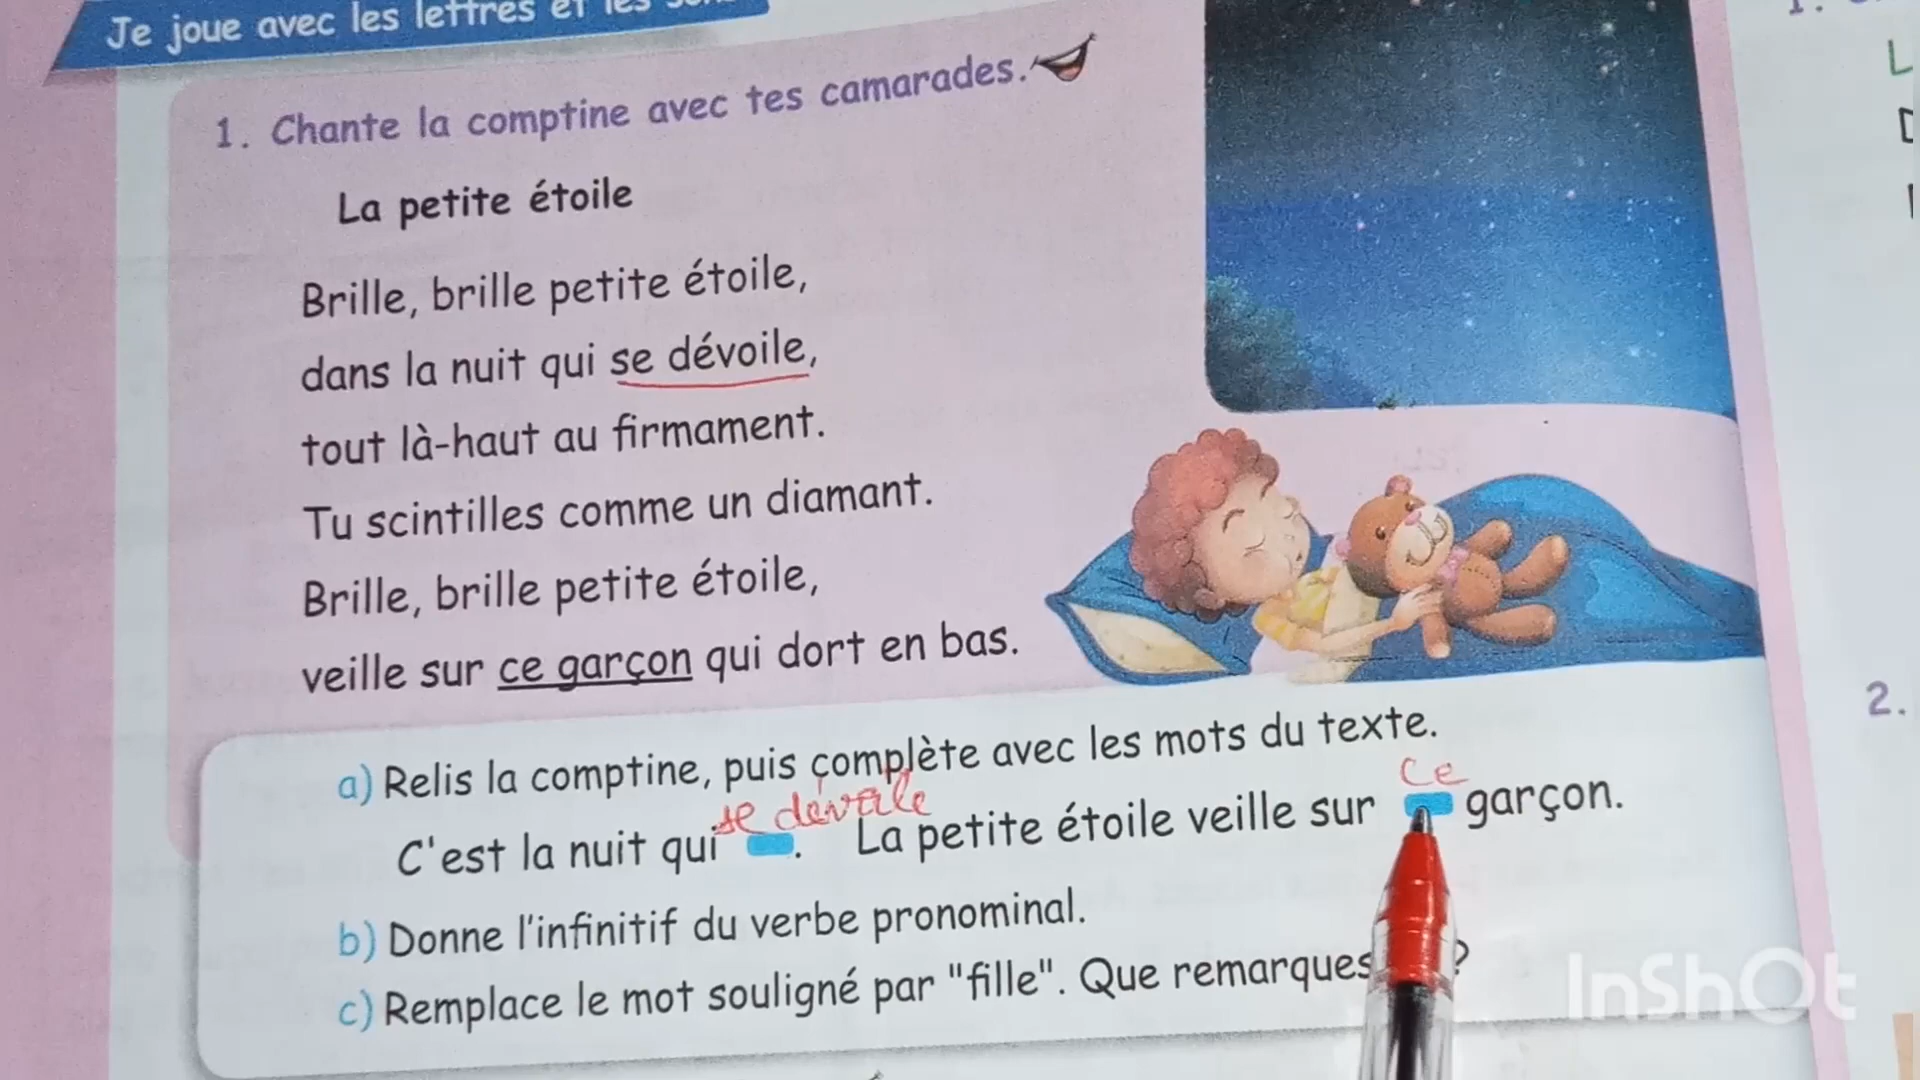 Je joue avec les lettres et les
1. Chante la comptine avec tes camarades.
La petite étoile
Brille, brille petite étoile,
dans la nuit qui se dévoile,
tout là-haut au firmament.
Tu scintilles comme un diamant.
Brille, brille petite étoile,
veille sur ce garçon qui dort en bas.
a) Relis la comptine, puis complète avec les mots du texte.
se dévoile ce
C'est la nuit qui . La petite étoile veille sur garçon.
b) Donne l'infinitif du verbe pronominal.
c) Remplace le mot souligné par "fille". Que remarques ?
2.
InShOt